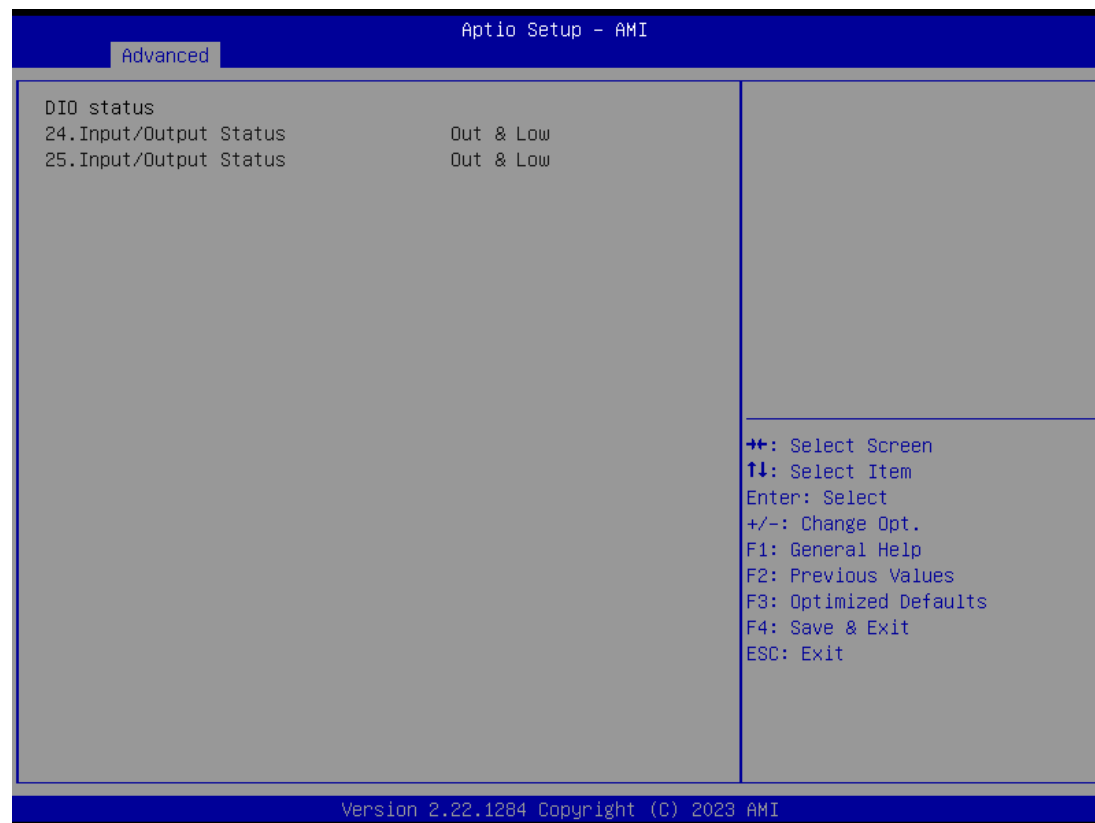 Aptio Setup – AMI
Advanced
DIO status
24.Input/Output Status Out & Low
25.Input/Output Status Out & Low
→←: Select Screen
↑↓: Select Item
Enter: Select
+/-: Change Opt.
F1: General Help
F2: Previous Values
F3: Optimized Defaults
F4: Save & Exit
ESC: Exit
Version 2.22.1284 Copyright (C) 2023 AMI